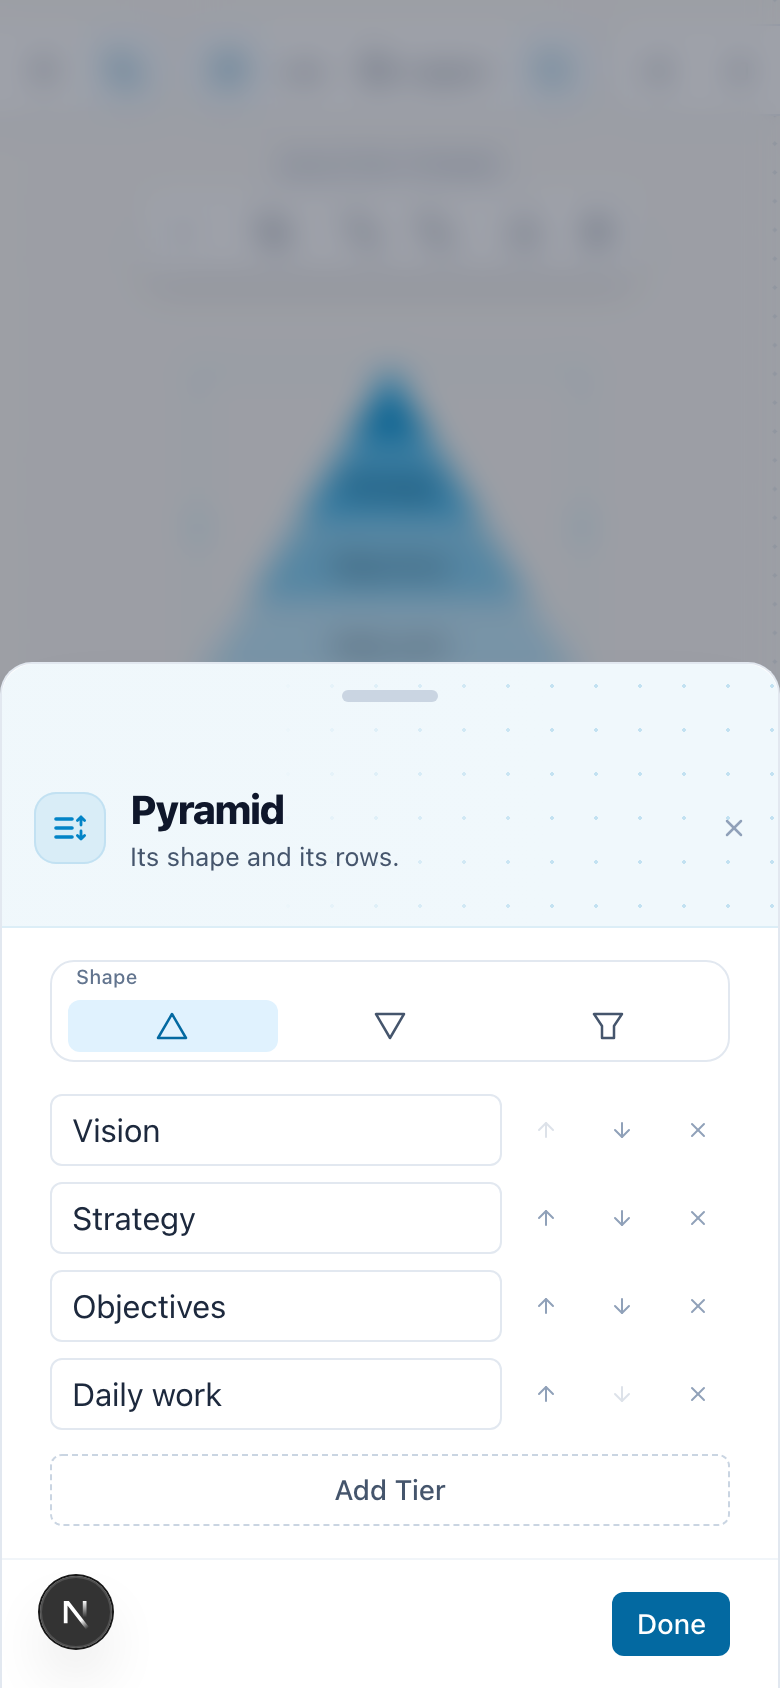 Pyramid
Its shape and its rows.
Shape
Vision
Strategy
Objectives
Daily work
Add Tier
N
Done